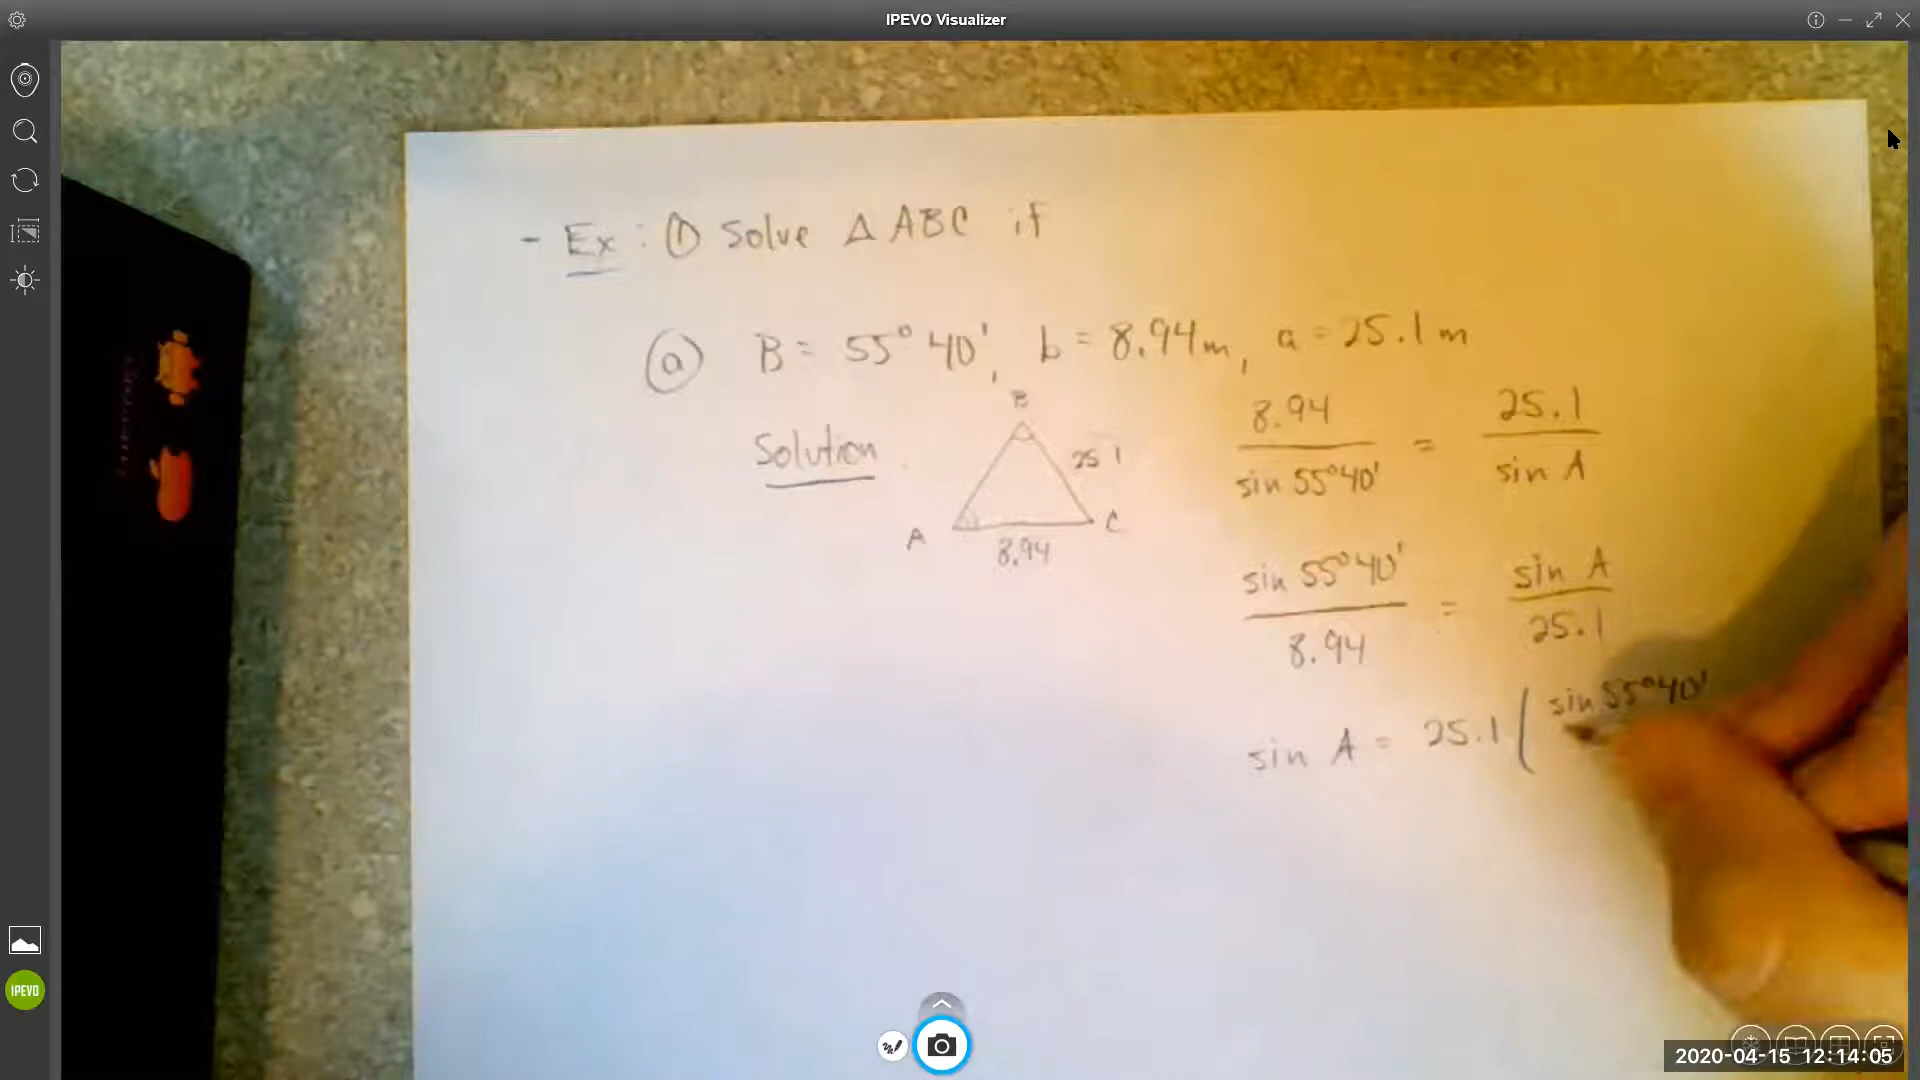 IPEVO Visualizer
- Ex: ① Solve △ ABC if
ⓐ B = 55° 40', b = 8.94m, a = 25.1 m
Solution
B
25.1
A
C
8.94
8.94 / sin 55°40' = 25.1 / sin A
sin 55°40' / 8.94 = sin A / 25.1
sin A = 25.1 ( sin 55°40'
IPEVO
2020-04-15 12:14:05